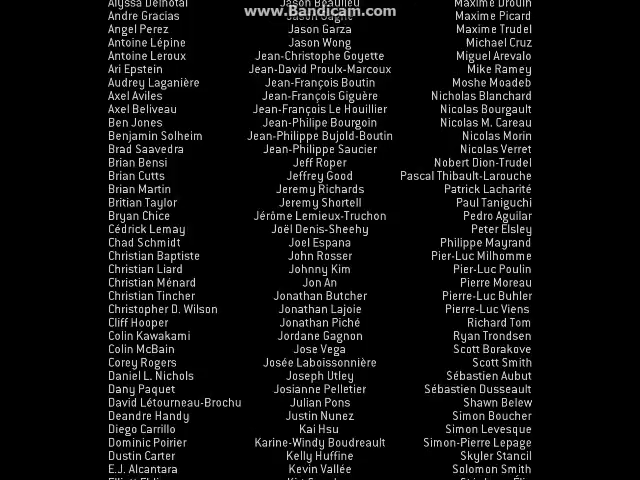 www.Bandicam.com
Alyssa Delnotal Jason Beaulieu Maxime Drouin
Andre Gracias Jason Gagné Maxime Picard
Angel Perez Jason Garza Maxime Trudel
Antoine Lépine Jason Wong Michael Cruz
Antoine Leroux Jean-Christophe Goyette Miguel Arevalo
Ari Epstein Jean-David Proulx-Marcoux Mike Ramey
Audrey Laganière Jean-François Boutin Moshe Moadeb
Axel Aviles Jean-François Giguère Nicholas Blanchard
Axel Beliveau Jean-François Le Houillier Nicolas Bourgault
Ben Jones Jean-Philipe Bourgoin Nicolas M. Careau
Benjamin Solheim Jean-Philippe Bujold-Boutin Nicolas Morin
Brad Saavedra Jean-Philippe Saucier Nicolas Verret
Brian Bensi Jeff Roper Nobert Dion-Trudel
Brian Cutts Jeffrey Good Pascal Thibault-Larouche
Brian Martin Jeremy Richards Patrick Lacharité
Britian Taylor Jeremy Shortell Paul Taniguchi
Bryan Chice Jérôme Lemieux-Truchon Pedro Aguilar
Cédrick Lemay Joël Denis-Sheehy Peter Elsley
Chad Schmidt Joel Espana Philippe Mayrand
Christian Baptiste John Rosser Pier-Luc Milhomme
Christian Liard Johnny Kim Pier-Luc Poulin
Christian Ménard Jon An Pierre Moreau
Christian Tincher Jonathan Butcher Pierre-Luc Buhler
Christopher D. Wilson Jonathan Lajoie Pierre-Luc Viens
Cliff Hooper Jonathan Piché Richard Tom
Colin Kawakami Jordane Gagnon Ryan Trondsen
Colin McBain Jose Vega Scott Borakove
Corey Rogers Josée Laboissonnière Scott Smith
Daniel L. Nichols Joseph Utley Sébastien Aubut
Dany Paquet Josianne Pelletier Sébastien Dusseault
David Létourneau-Brochu Julian Pons Shawn Belew
Deandre Handy Justin Nunez Simon Boucher
Diego Carrillo Kai Hsu Simon Levesque
Dominic Poirier Karine-Windy Boudreault Simon-Pierre Lepage
Dustin Carter Kelly Huffine Skyler Stancil
E.J. Alcantara Kevin Vallée Solomon Smith